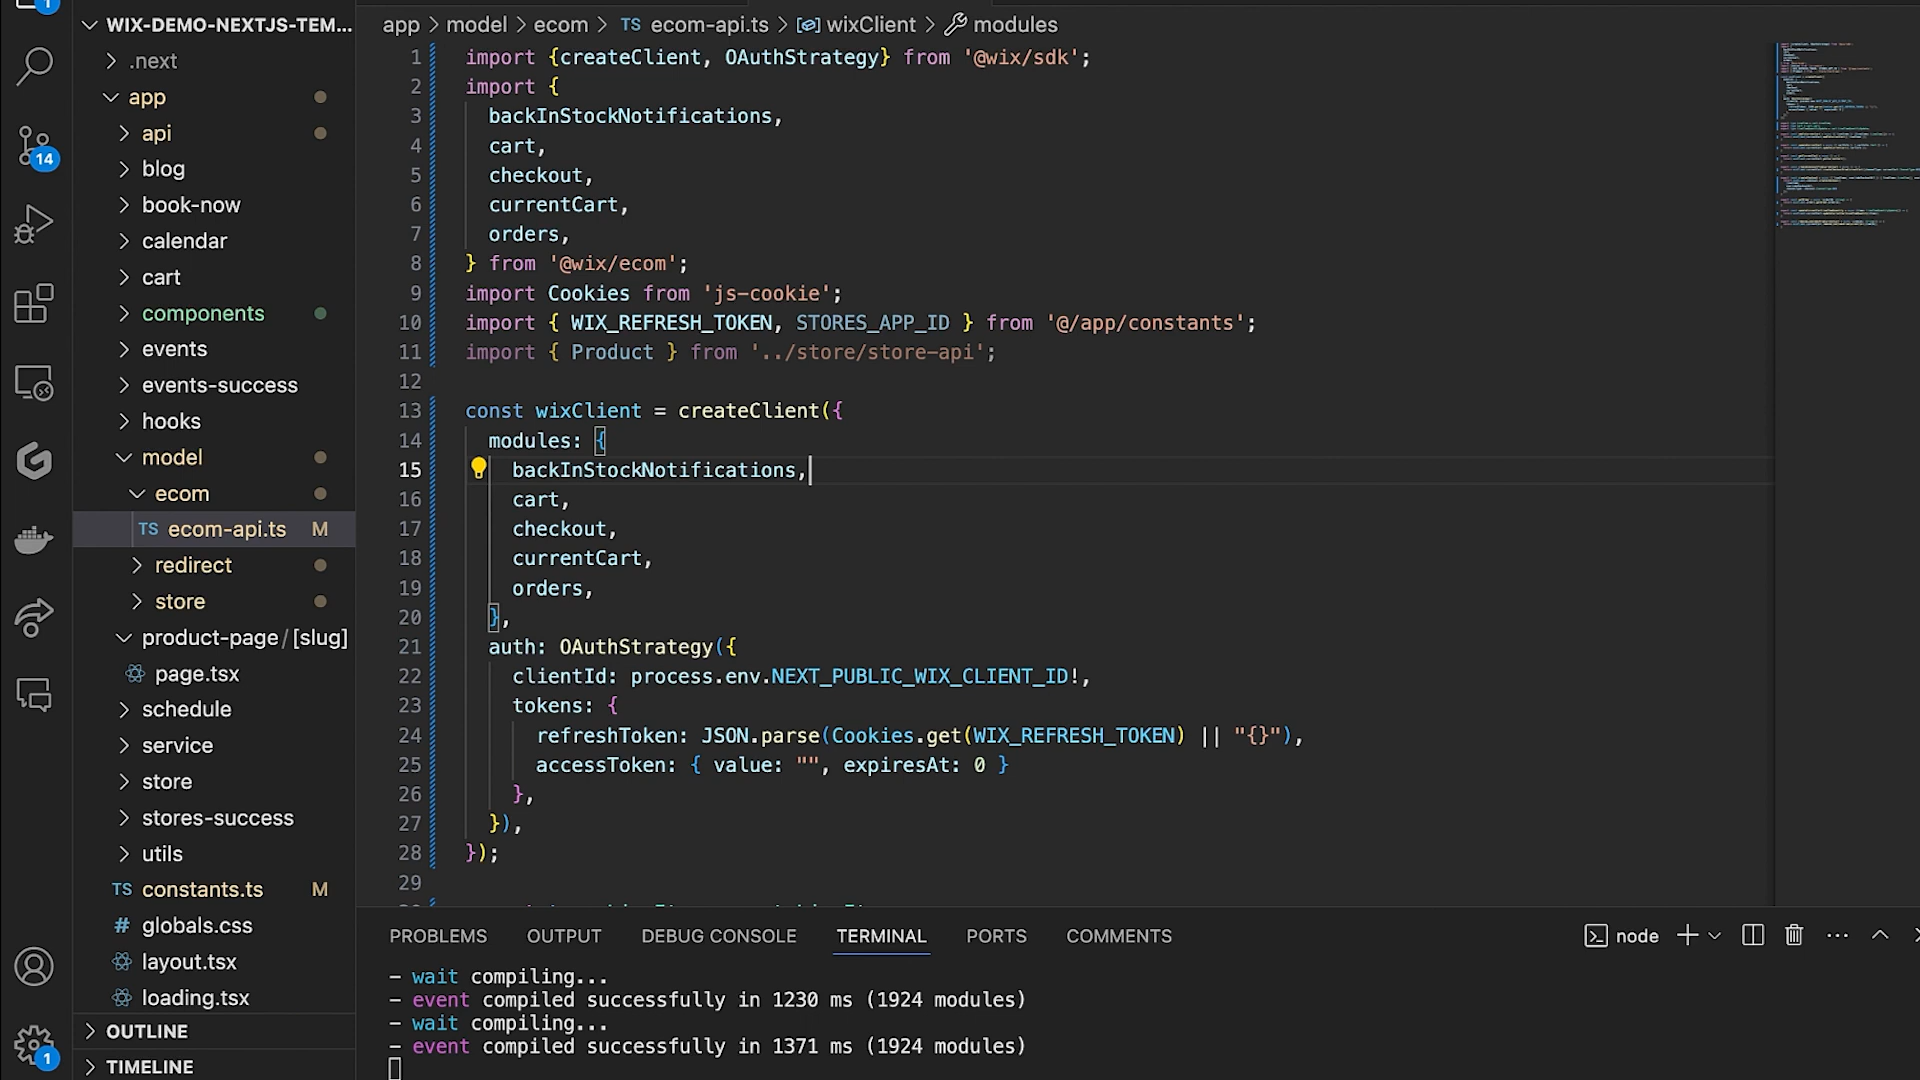 1
WIX-DEMO-NEXTJS-TEM...
.next
app
api
blog
book-now
calendar
cart
components
events
events-success
hooks
model
ecom
TS ecom-api.ts M
redirect
store
product-page/[slug]
page.tsx
schedule
service
store
stores-success
utils
TS constants.ts M
# globals.css
layout.tsx
loading.tsx
OUTLINE
TIMELINE
14
1
app > model > ecom > TS ecom-api.ts > wixClient > modules
1 import {createClient, OAuthStrategy} from '@wix/sdk';
2 import {
3 backInStockNotifications,
4 cart,
5 checkout,
6 currentCart,
7 orders,
8 } from '@wix/ecom';
9 import Cookies from 'js-cookie';
10 import { WIX_REFRESH_TOKEN, STORES_APP_ID } from '@/app/constants';
11 import { Product } from '../store/store-api';
12
13 const wixClient = createClient({
14 modules: {
15 backInStockNotifications,
16 cart,
17 checkout,
18 currentCart,
19 orders,
20 },
21 auth: OAuthStrategy({
22 clientId: process.env.NEXT_PUBLIC_WIX_CLIENT_ID!,
23 tokens: {
24 refreshToken: JSON.parse(Cookies.get(WIX_REFRESH_TOKEN) || "{}"),
25 accessToken: { value: "", expiresAt: 0 }
26 },
27 }),
28 });
29
PROBLEMS OUTPUT DEBUG CONSOLE TERMINAL PORTS COMMENTS
node
- wait compiling...
- event compiled successfully in 1230 ms (1924 modules)
- wait compiling...
- event compiled successfully in 1371 ms (1924 modules)